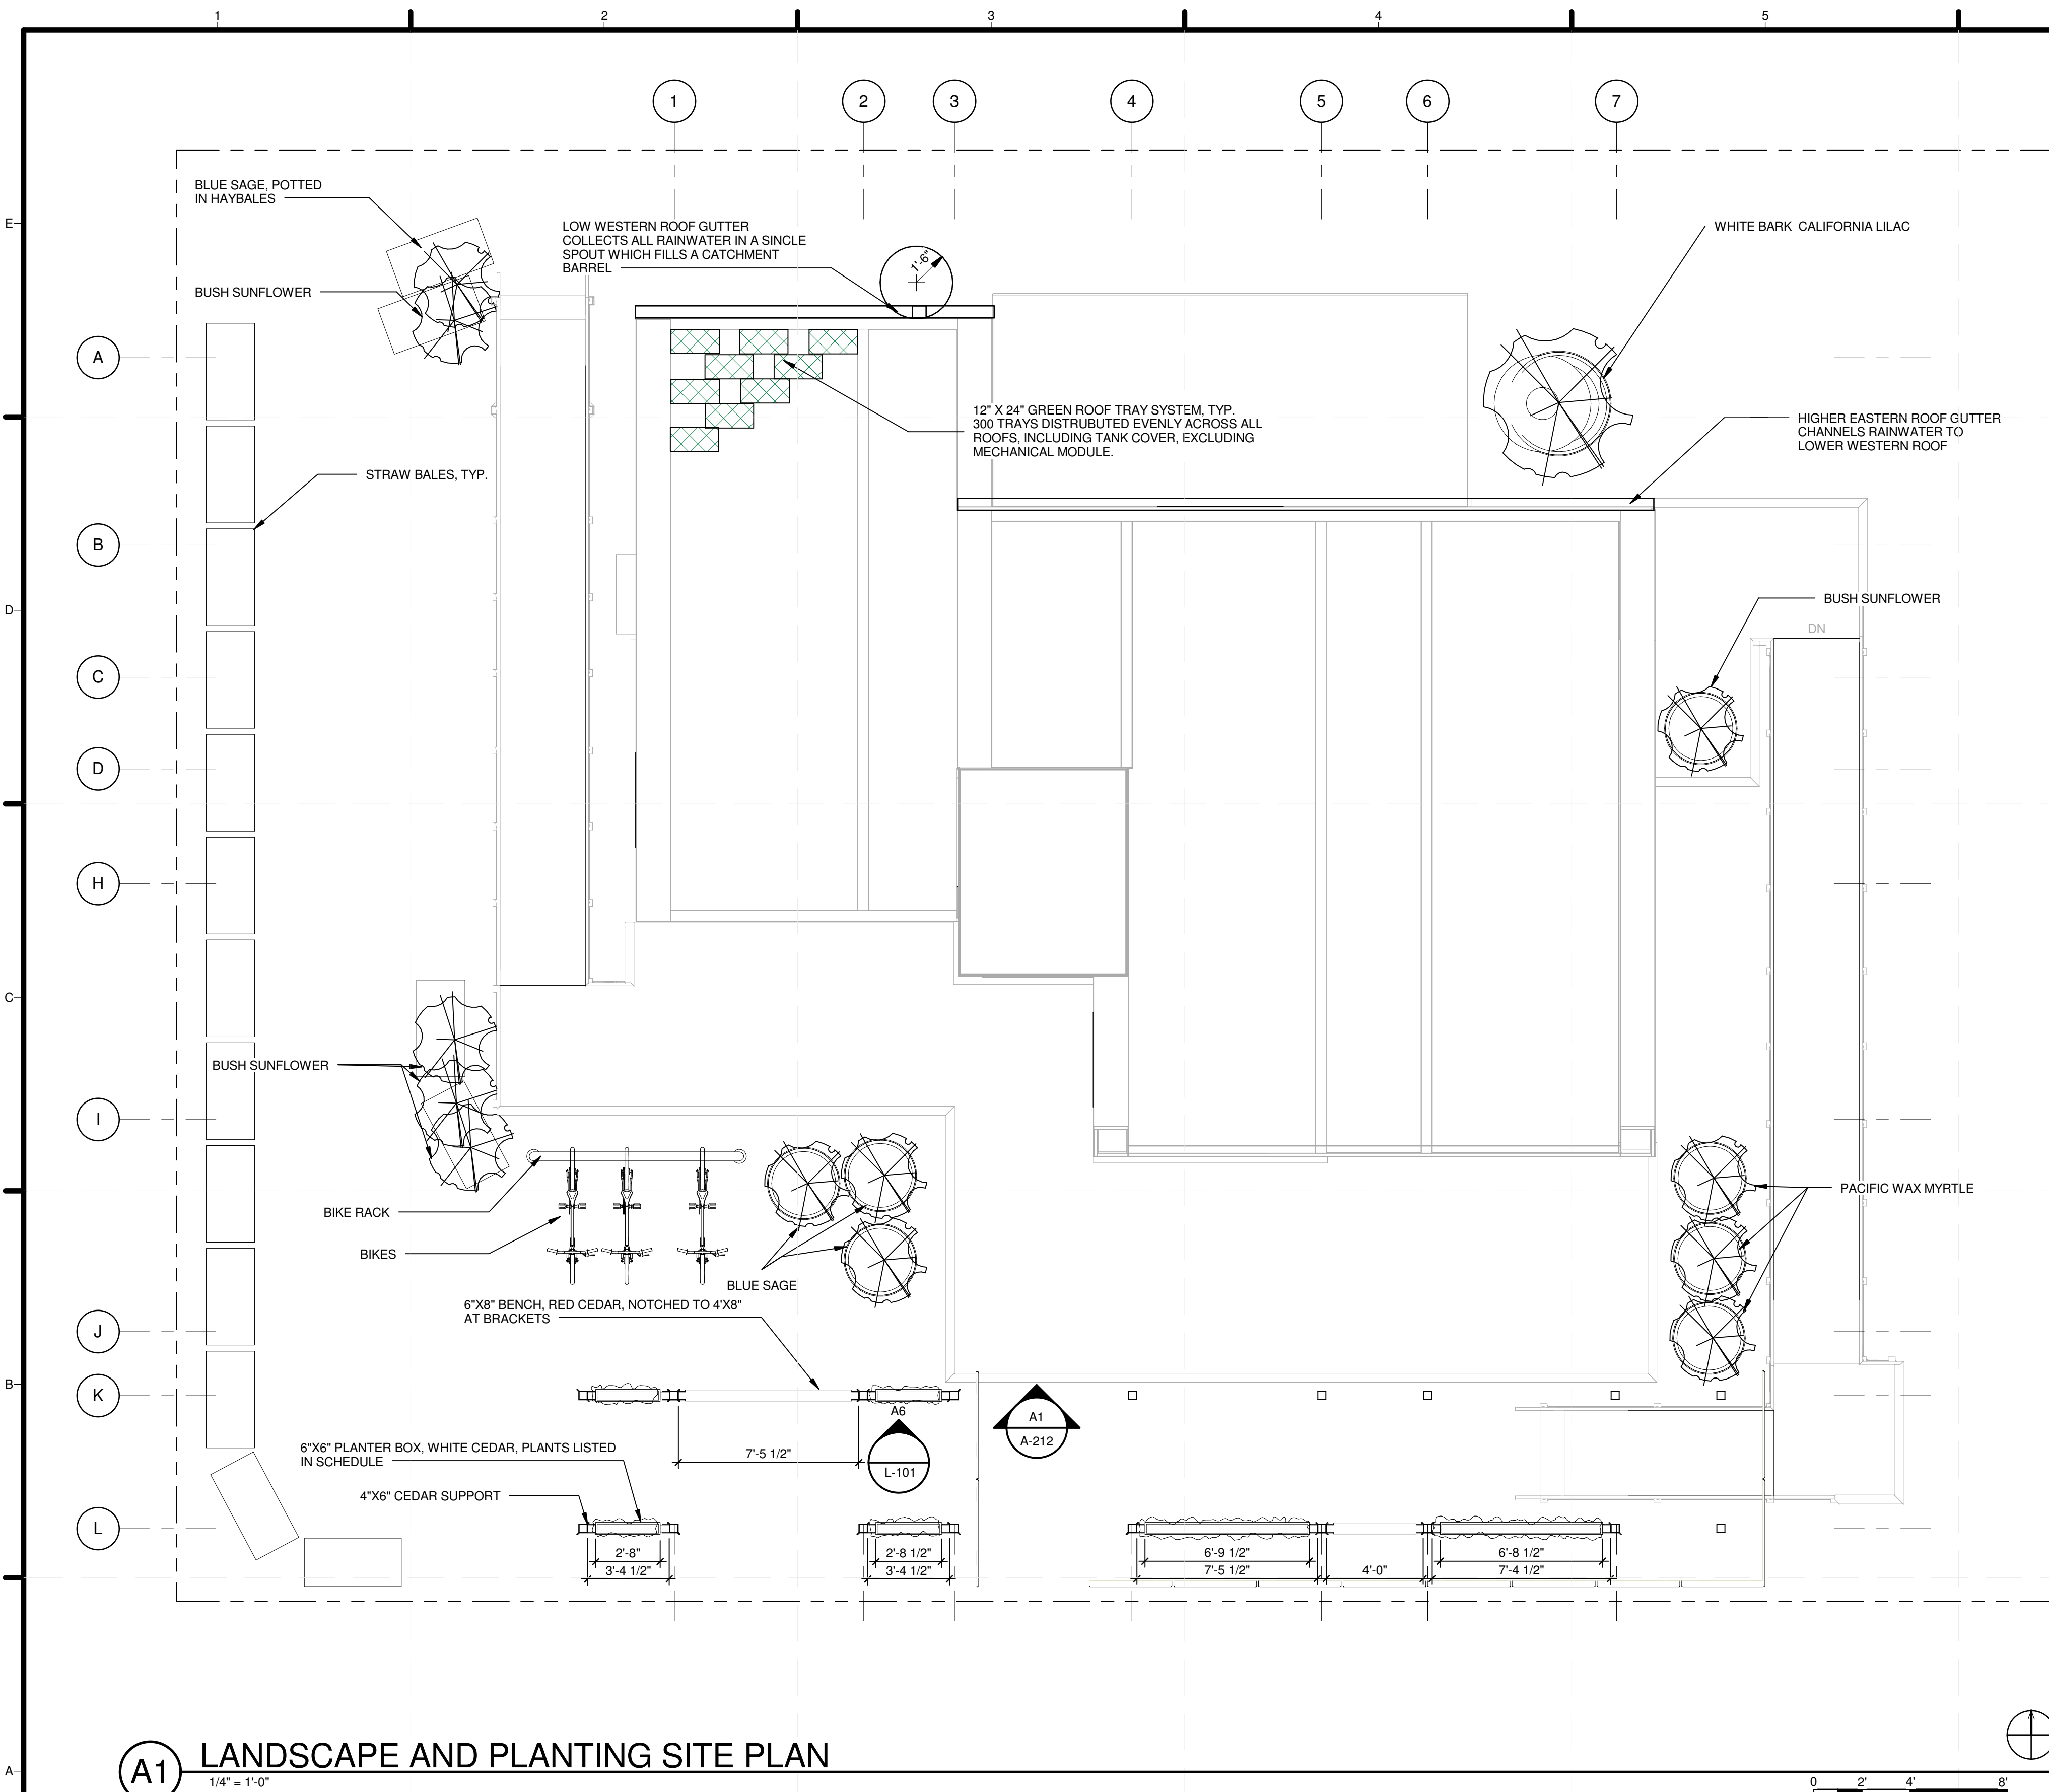 1 2 3 4 5
1 2 3 4 5 6 7
BLUE SAGE, POTTED
IN HAYBALES
E
LOW WESTERN ROOF GUTTER
COLLECTS ALL RAINWATER IN A SINCLE
SPOUT WHICH FILLS A CATCHMENT
BARREL
1'-6"
WHITE BARK CALIFORNIA LILAC
BUSH SUNFLOWER
A
12" X 24" GREEN ROOF TRAY SYSTEM, TYP.
300 TRAYS DISTRUBUTED EVENLY ACROSS ALL
ROOFS, INCLUDING TANK COVER, EXCLUDING
MECHANICAL MODULE.
HIGHER EASTERN ROOF GUTTER
CHANNELS RAINWATER TO
LOWER WESTERN ROOF
STRAW BALES, TYP.
B
D
BUSH SUNFLOWER
DN
C
D
H
C
BUSH SUNFLOWER
I
BIKE RACK
PACIFIC WAX MYRTLE
BIKES
BLUE SAGE
6"X8" BENCH, RED CEDAR, NOTCHED TO 4'X8"
AT BRACKETS
J
B
K
A6
L-101
A1
A-212
7'-5 1/2"
6"X6" PLANTER BOX, WHITE CEDAR, PLANTS LISTED
IN SCHEDULE
4"X6" CEDAR SUPPORT
L
2'-8" 2'-8 1/2" 6'-9 1/2" 6'-8 1/2"
3'-4 1/2" 3'-4 1/2" 7'-5 1/2" 4'-0" 7'-4 1/2"
A
A1
LANDSCAPE AND PLANTING SITE PLAN
1/4" = 1'-0"
0 2' 4' 8'